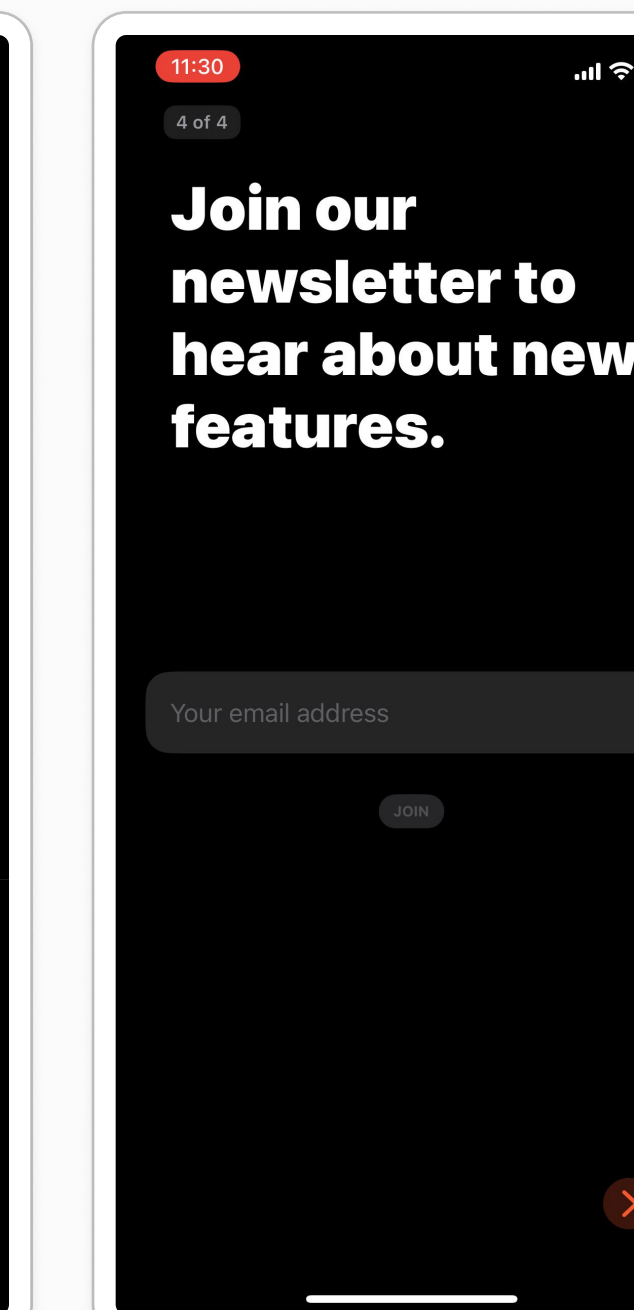 11:30
4 of 4
Join our
newsletter to
hear about new
features.
Your email address
JOIN